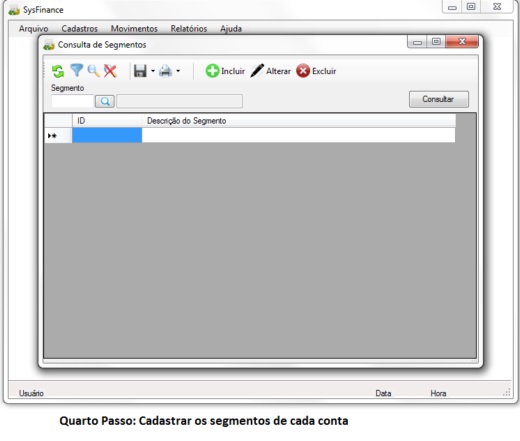 SysFinance
Arquivo Cadastros Movimentos Relatórios Ajuda
Consulta de Segmentos
Incluir Alterar Excluir
Segmento
Consultar
ID Descrição do Segmento
Usuário Data Hora
Quarto Passo: Cadastrar os segmentos de cada conta